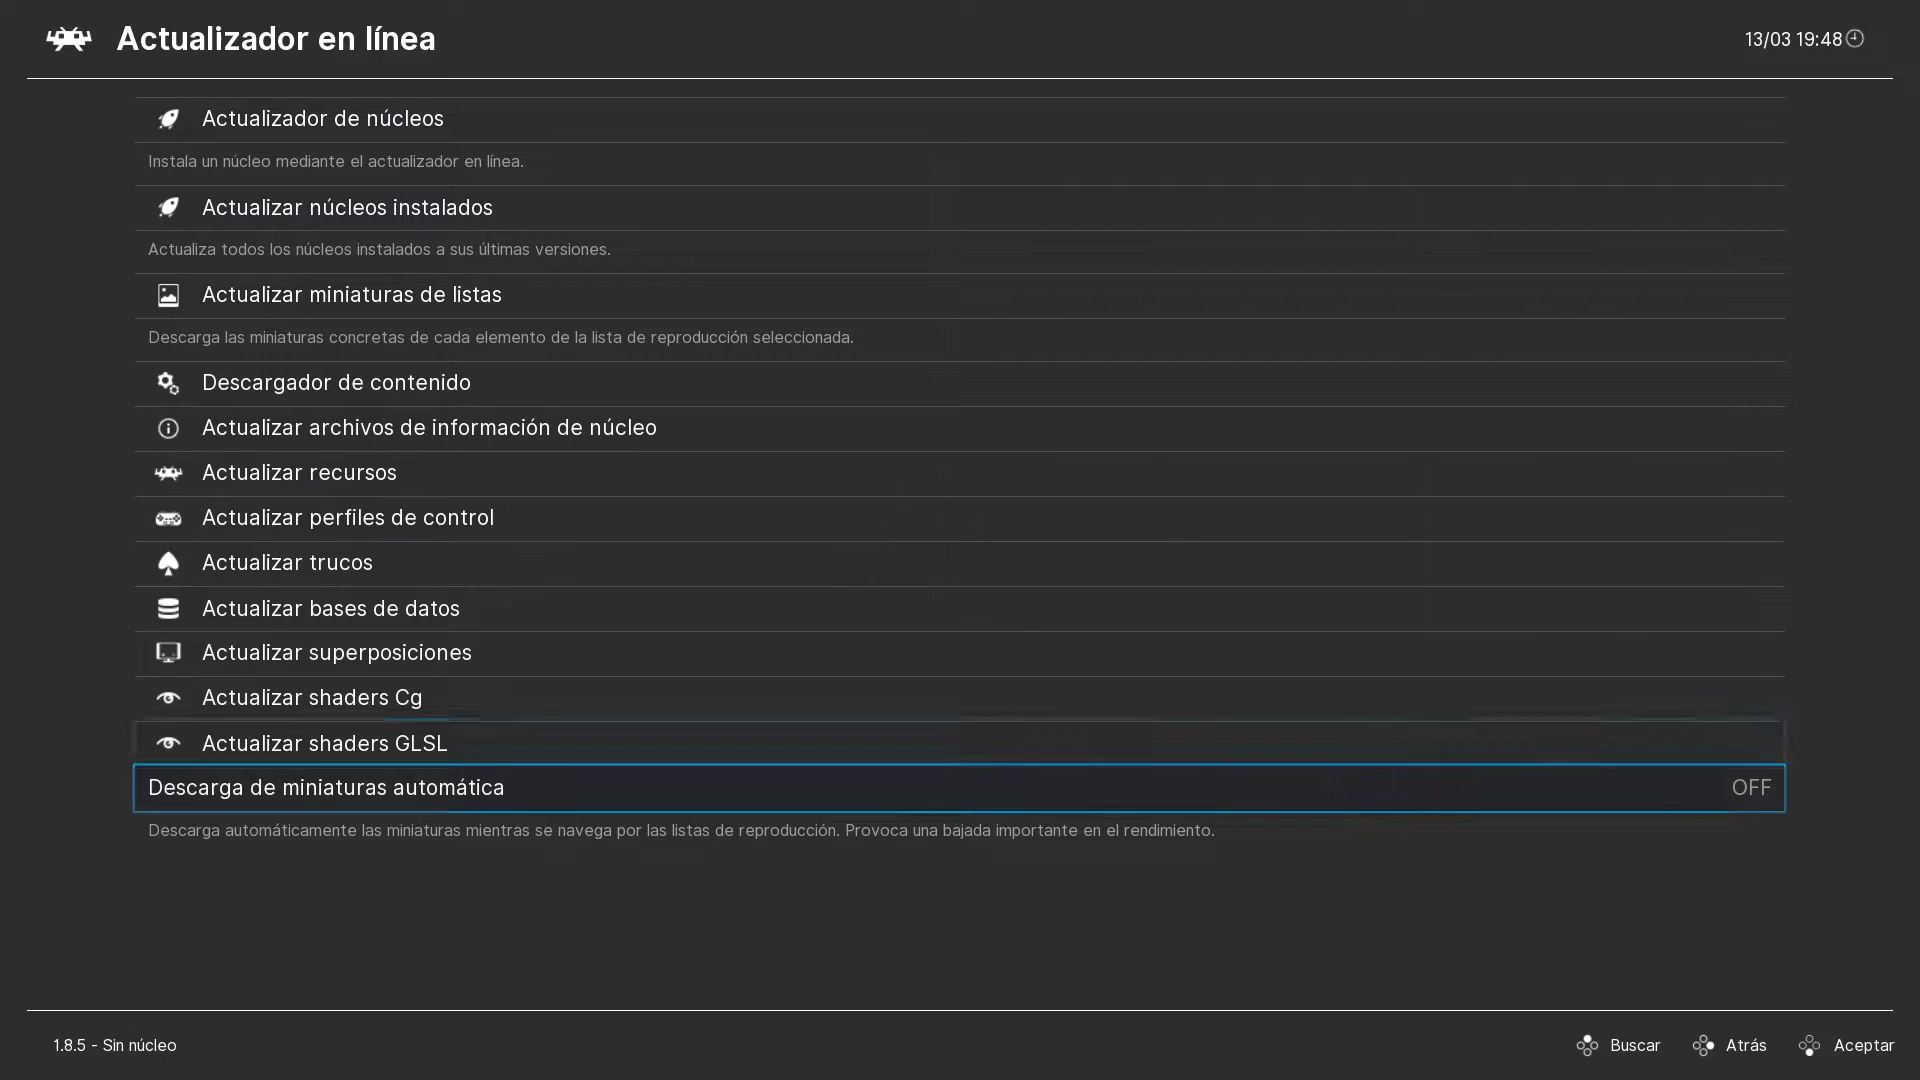 Actualizador en línea
13/03 19:48
Actualizador de núcleos
Instala un núcleo mediante el actualizador en línea.
Actualizar núcleos instalados
Actualiza todos los núcleos instalados a sus últimas versiones.
Actualizar miniaturas de listas
Descarga las miniaturas concretas de cada elemento de la lista de reproducción seleccionada.
Descargador de contenido
Actualizar archivos de información de núcleo
Actualizar recursos
Actualizar perfiles de control
Actualizar trucos
Actualizar bases de datos
Actualizar superposiciones
Actualizar shaders Cg
Actualizar shaders GLSL
Descarga de miniaturas automática OFF
Descarga automáticamente las miniaturas mientras se navega por las listas de reproducción. Provoca una bajada importante en el rendimiento.
1.8.5 - Sin núcleo
Buscar Atrás Aceptar